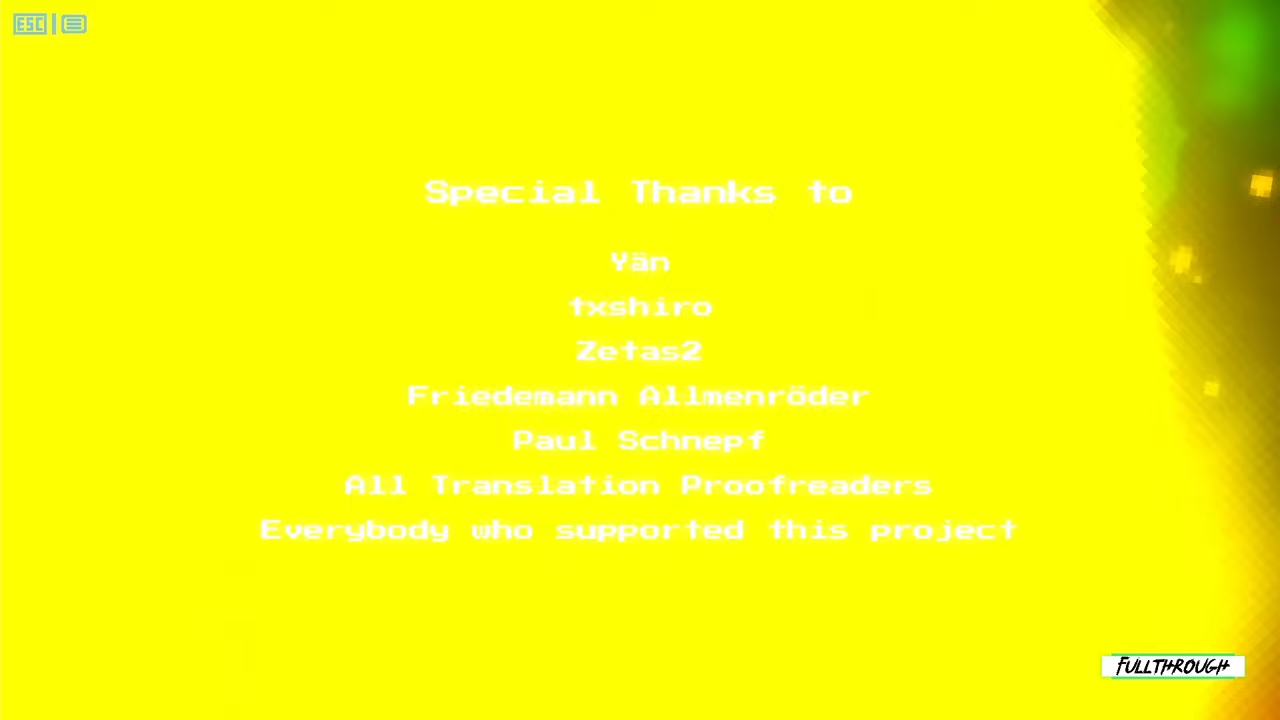 ESC
Special Thanks to
Yän
txshiro
Zetas2
Friedemann Allmenröder
Paul Schnepf
All Translation Proofreaders
Everybody who supported this project
FULLTHROUGH